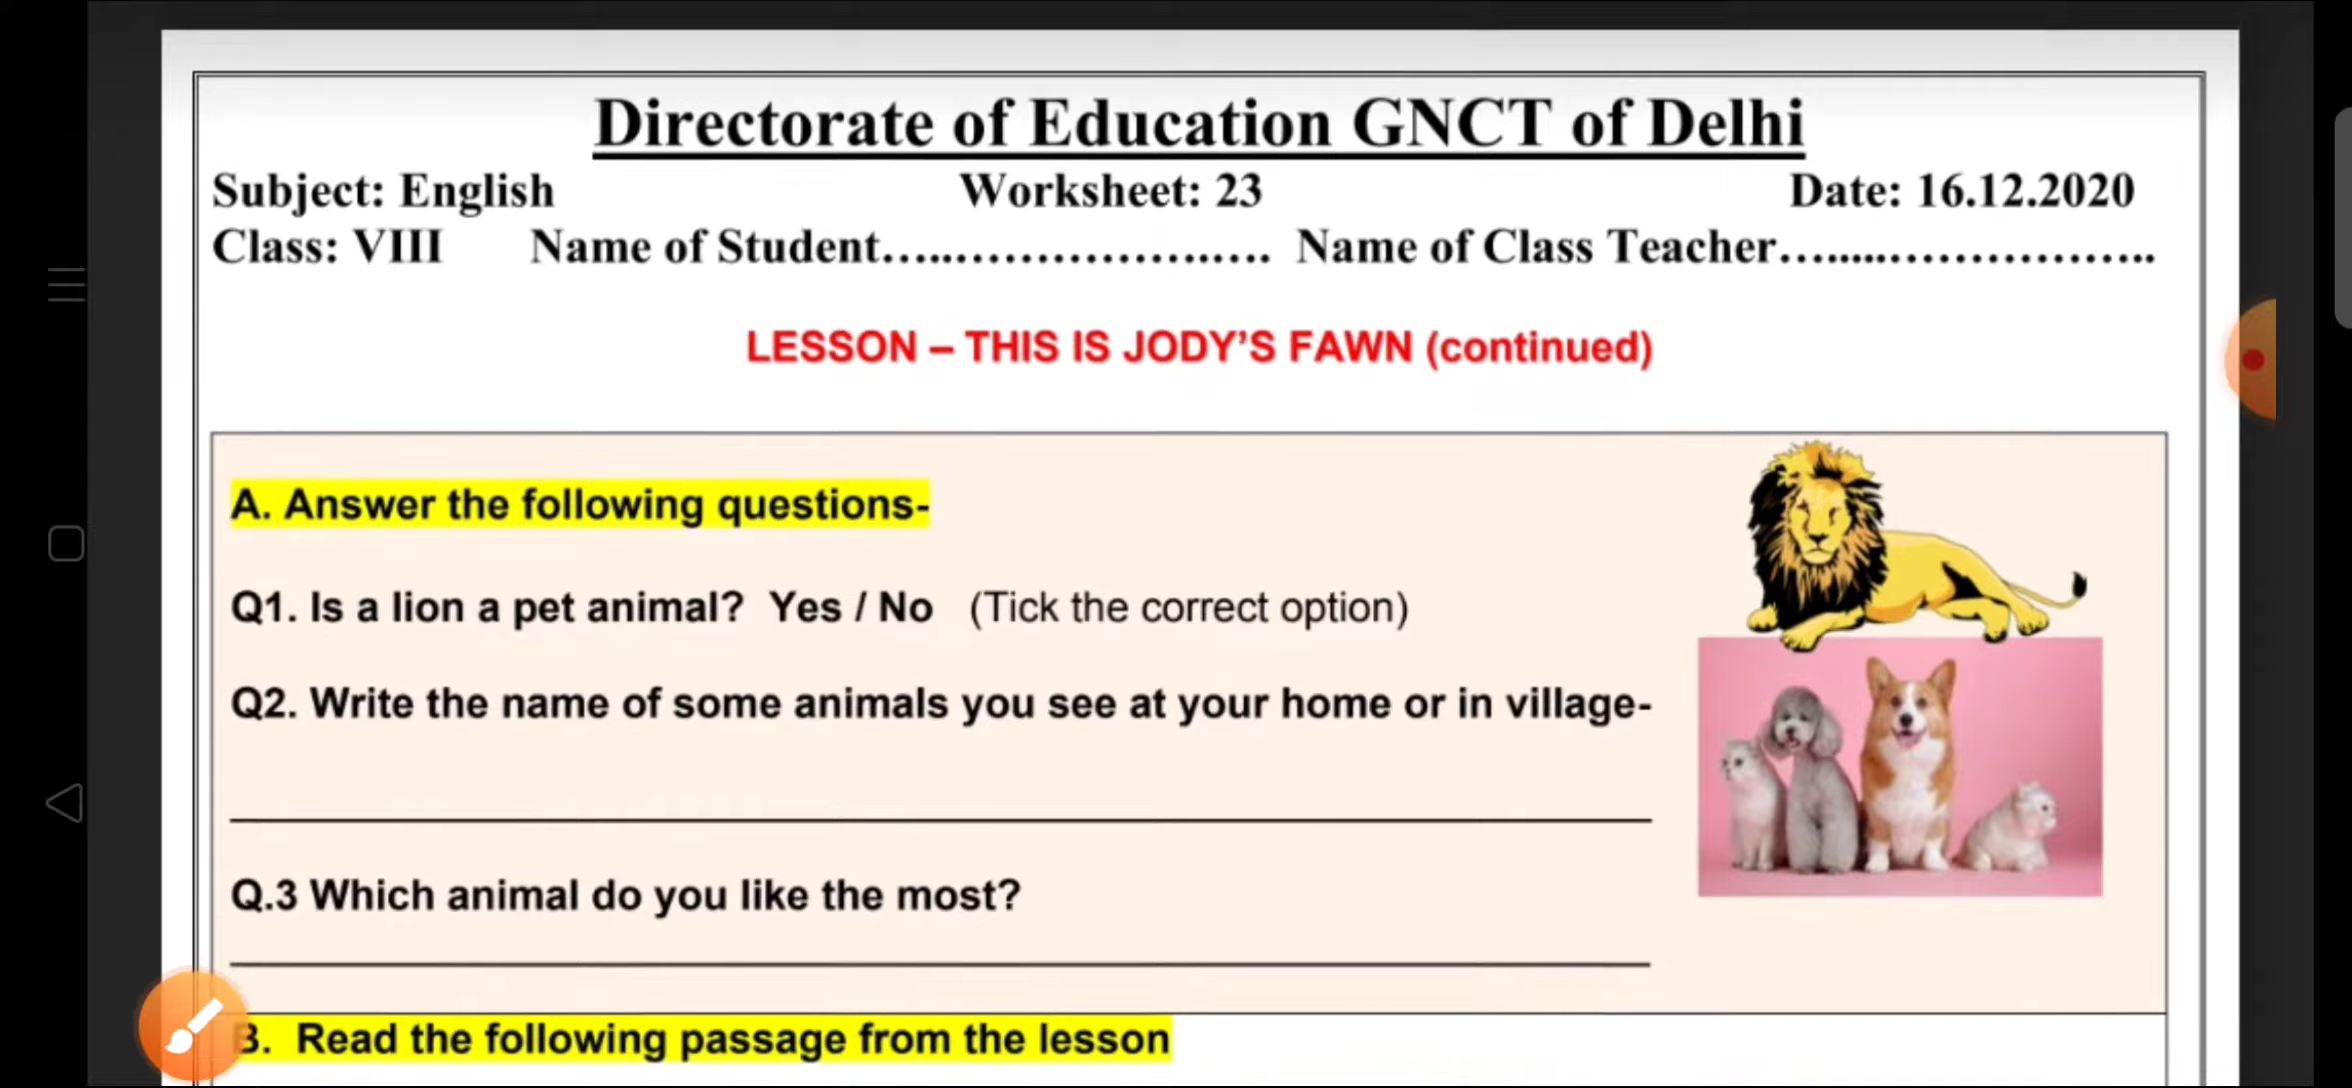 Directorate of Education GNCT of Delhi
Subject: English Worksheet: 23 Date: 16.12.2020
Class: VIII Name of Student.............................. Name of Class Teacher..............................
LESSON – THIS IS JODY'S FAWN (continued)
A. Answer the following questions-
Q1. Is a lion a pet animal? Yes / No (Tick the correct option)
Q2. Write the name of some animals you see at your home or in village-
Q.3 Which animal do you like the most?
B. Read the following passage from the lesson